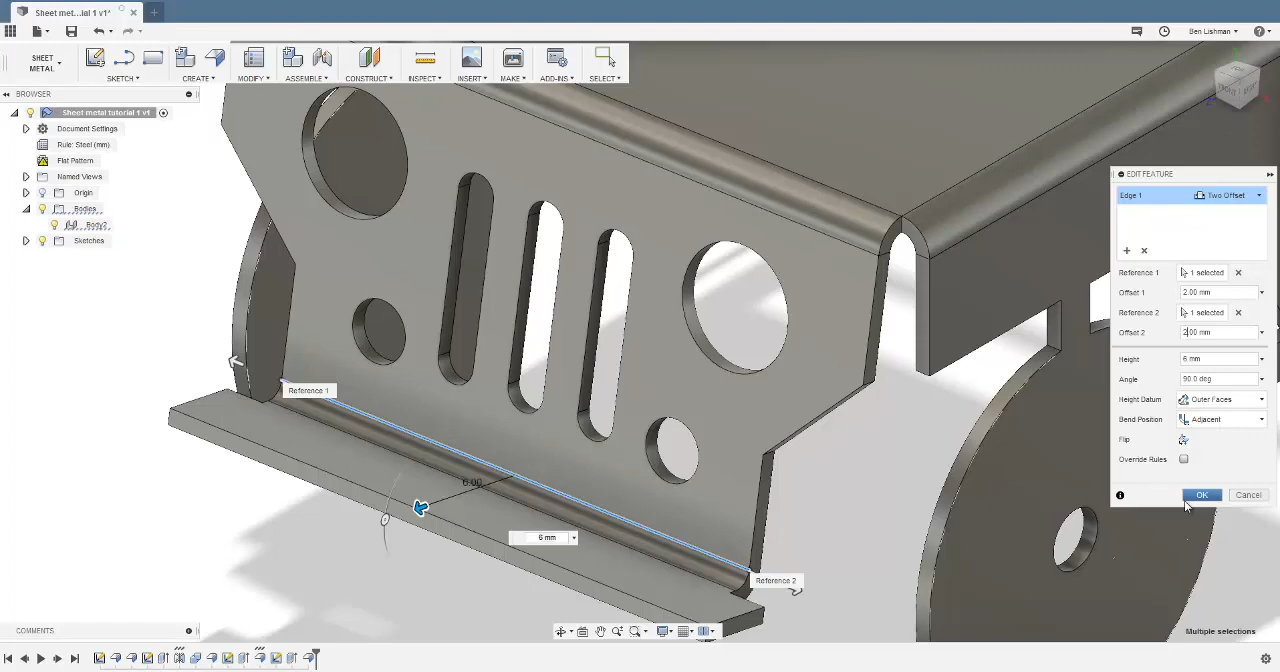 Sheet met...ial 1 v1*
Ben Lishman
SHEET METAL
SKETCH
CREATE
MODIFY
ASSEMBLE
CONSTRUCT
INSPECT
INSERT
MAKE
ADD-INS
SELECT
BROWSER
Sheet metal tutorial 1 v1
Document Settings
Rule: Steel (mm)
Flat Pattern
Named Views
Origin
Bodies
Body2
Sketches
EDIT FEATURE
Edge 1 Two Offset
Reference 1 1 selected
Offset 1 2.00 mm
Reference 2 1 selected
Offset 2 2.00 mm
Height 6 mm
Angle 90.0 deg
Height Datum Outer Faces
Bend Position Adjacent
Flip
Override Rules
OK Cancel
Reference 1
6.00
6 mm
Reference 2
COMMENTS
Multiple selections